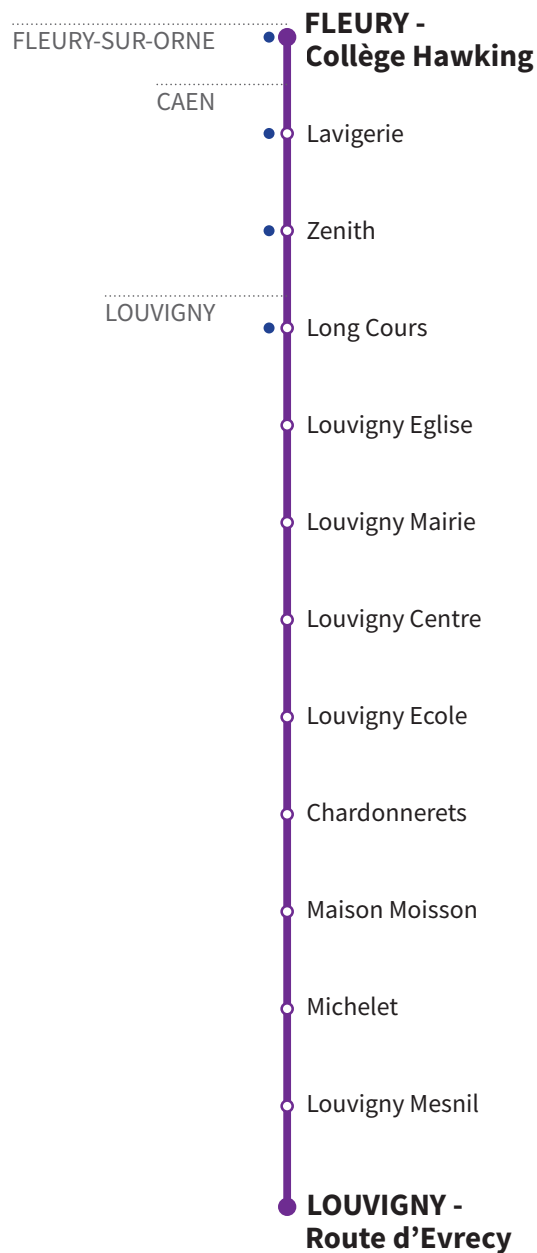 FLEURY-SUR-ORNE
FLEURY -
Collège Hawking
CAEN
Lavigerie
Zenith
LOUVIGNY
Long Cours
Louvigny Eglise
Louvigny Mairie
Louvigny Centre
Louvigny Ecole
Chardonnerets
Maison Moisson
Michelet
Louvigny Mesnil
LOUVIGNY -
Route d’Evrecy